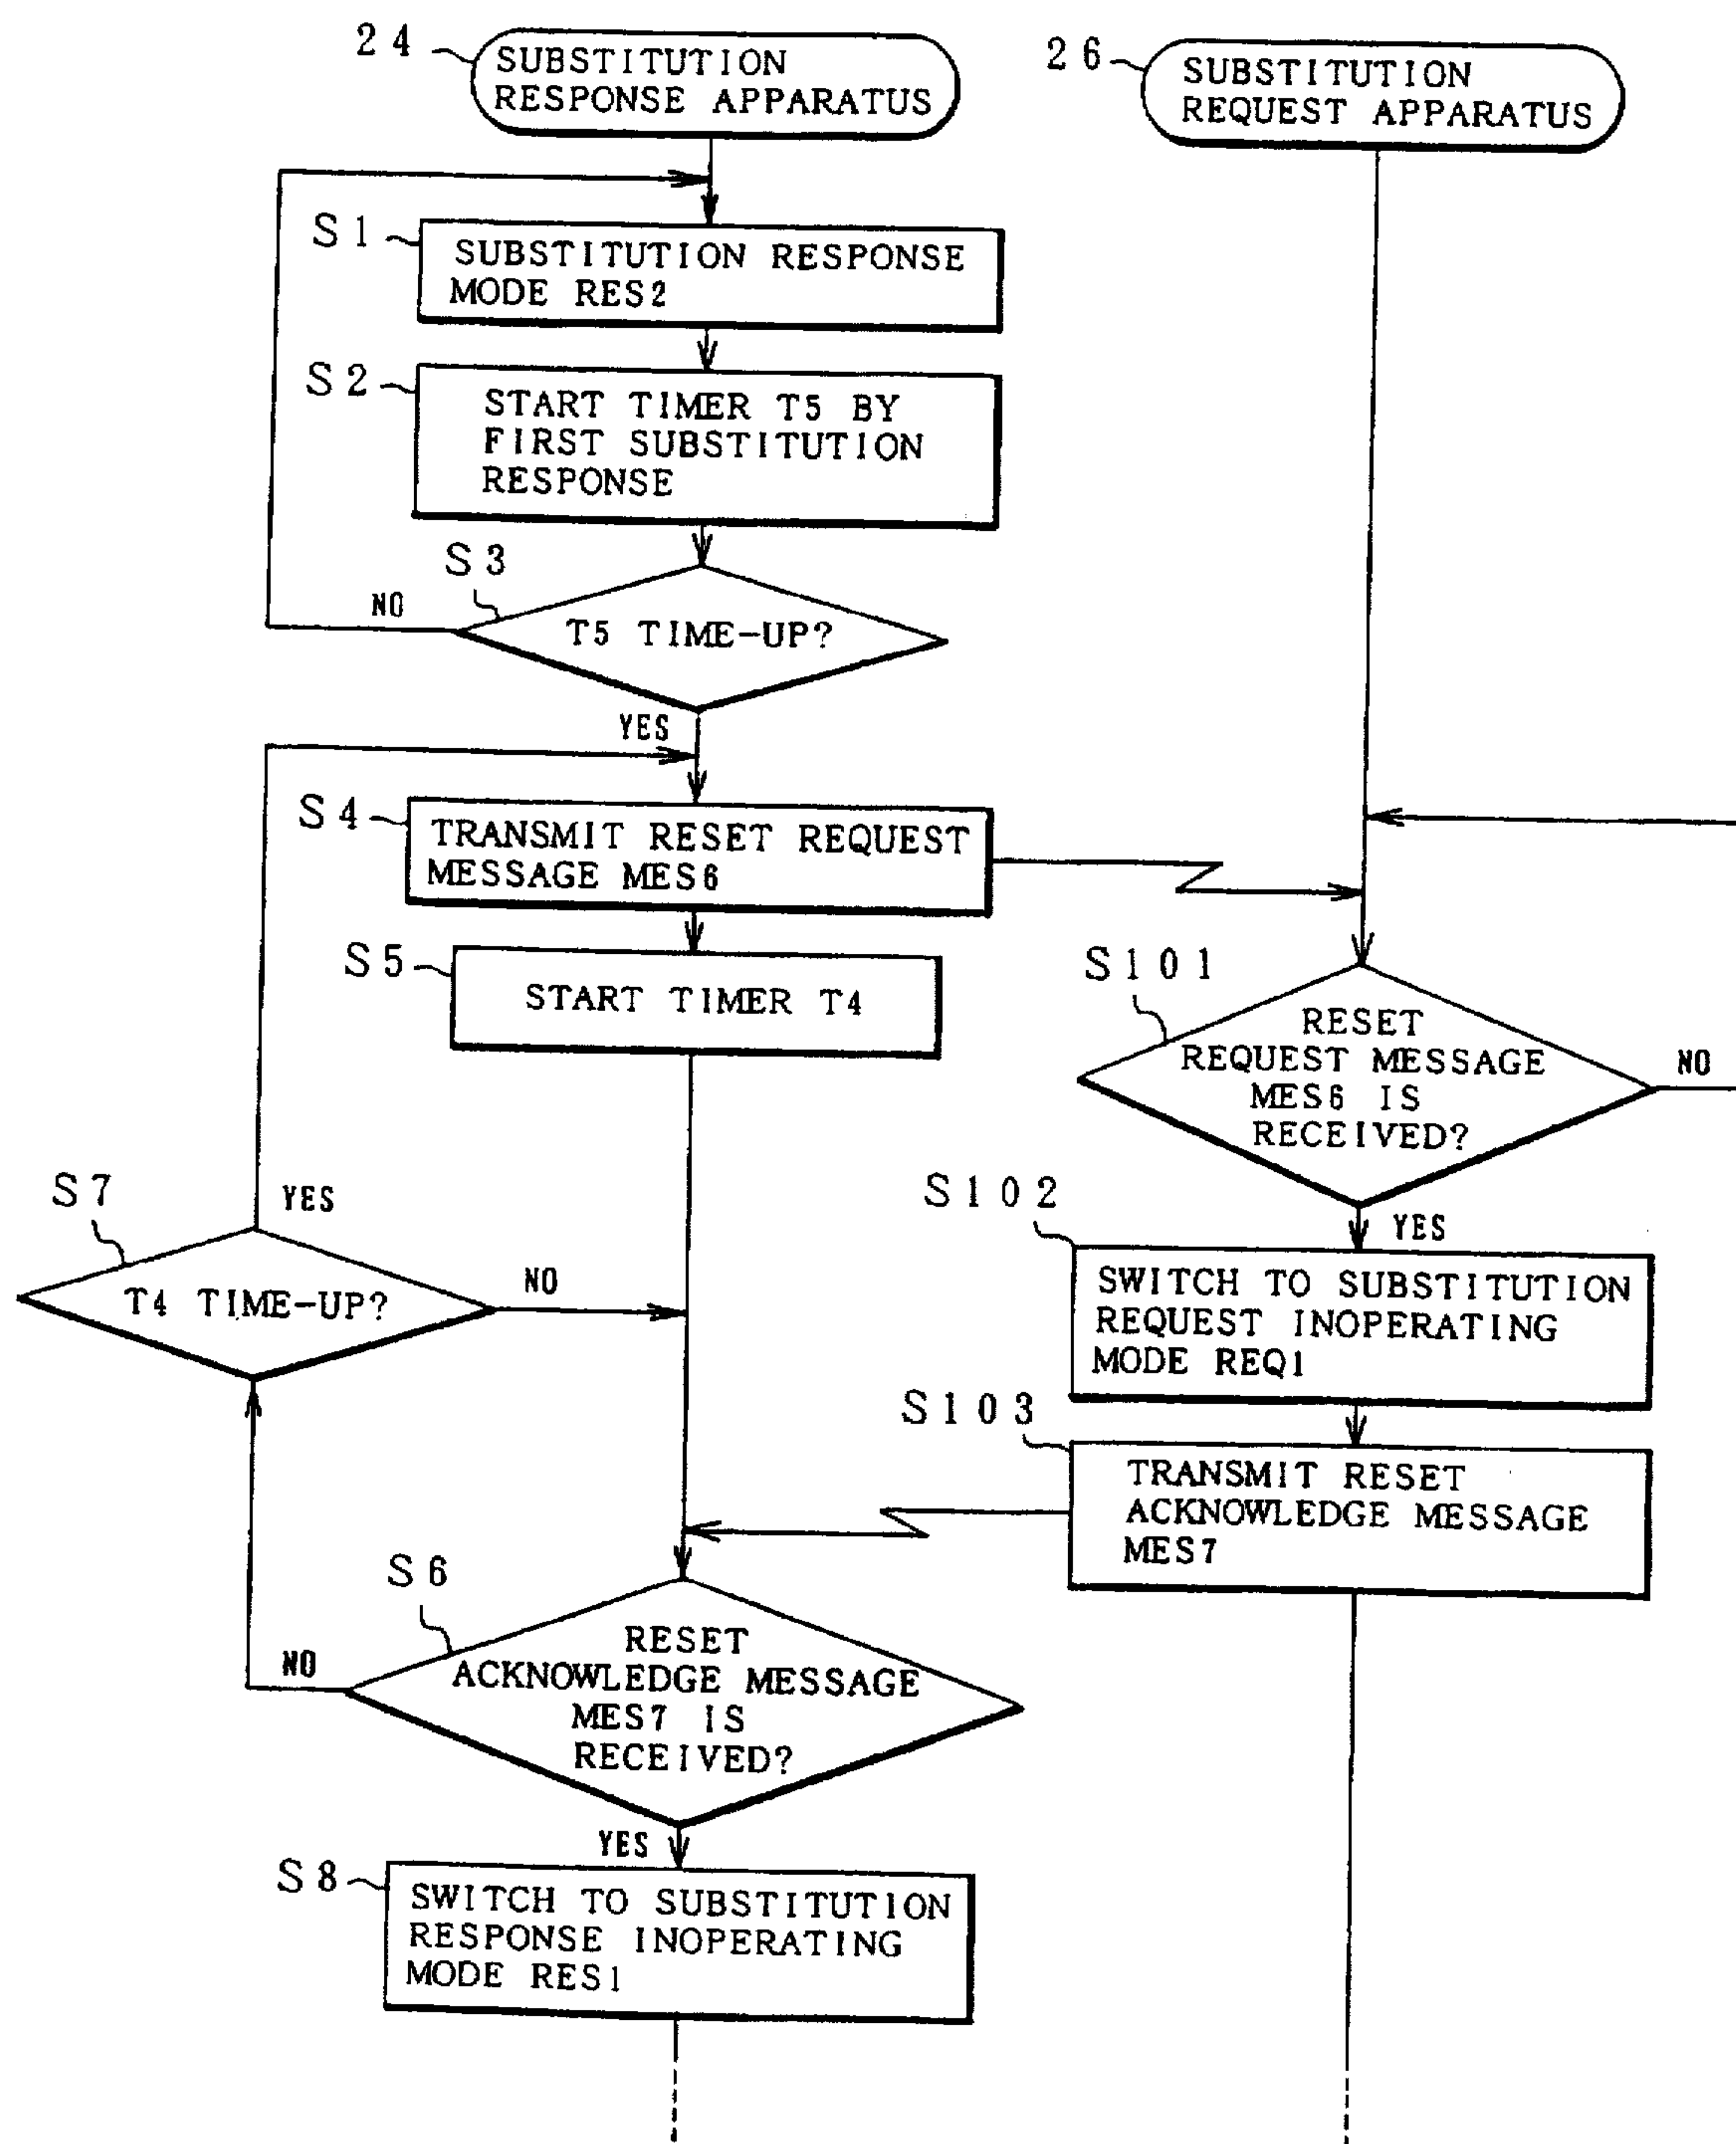 24
SUBSTITUTION
RESPONSE APPARATUS
26
SUBSTITUTION
REQUEST APPARATUS
S1
SUBSTITUTION RESPONSE
MODE RES2
S2
START TIMER T5 BY
FIRST SUBSTITUTION
RESPONSE
S3
NO
T5 TIME-UP?
YES
S4
TRANSMIT RESET REQUEST
MESSAGE MES6
S5
START TIMER T4
S101
RESET
REQUEST MESSAGE
MES6 IS
RECEIVED?
NO
S7
YES
T4 TIME-UP?
NO
S102
YES
SWITCH TO SUBSTITUTION
REQUEST INOPERATING
MODE REQ1
S103
TRANSMIT RESET
ACKNOWLEDGE MESSAGE
MES7
S6
NO
RESET
ACKNOWLEDGE MESSAGE
MES7 IS
RECEIVED?
YES
S8
SWITCH TO SUBSTITUTION
RESPONSE INOPERATING
MODE RES1